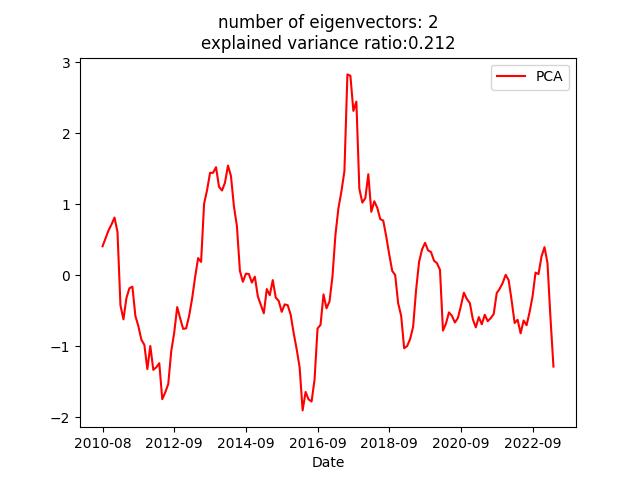 number of eigenvectors: 2
explained variance ratio:0.212
PCA
3
2
1
0
−1
−2
2010-08 2012-09 2014-09 2016-09 2018-09 2020-09 2022-09
Date